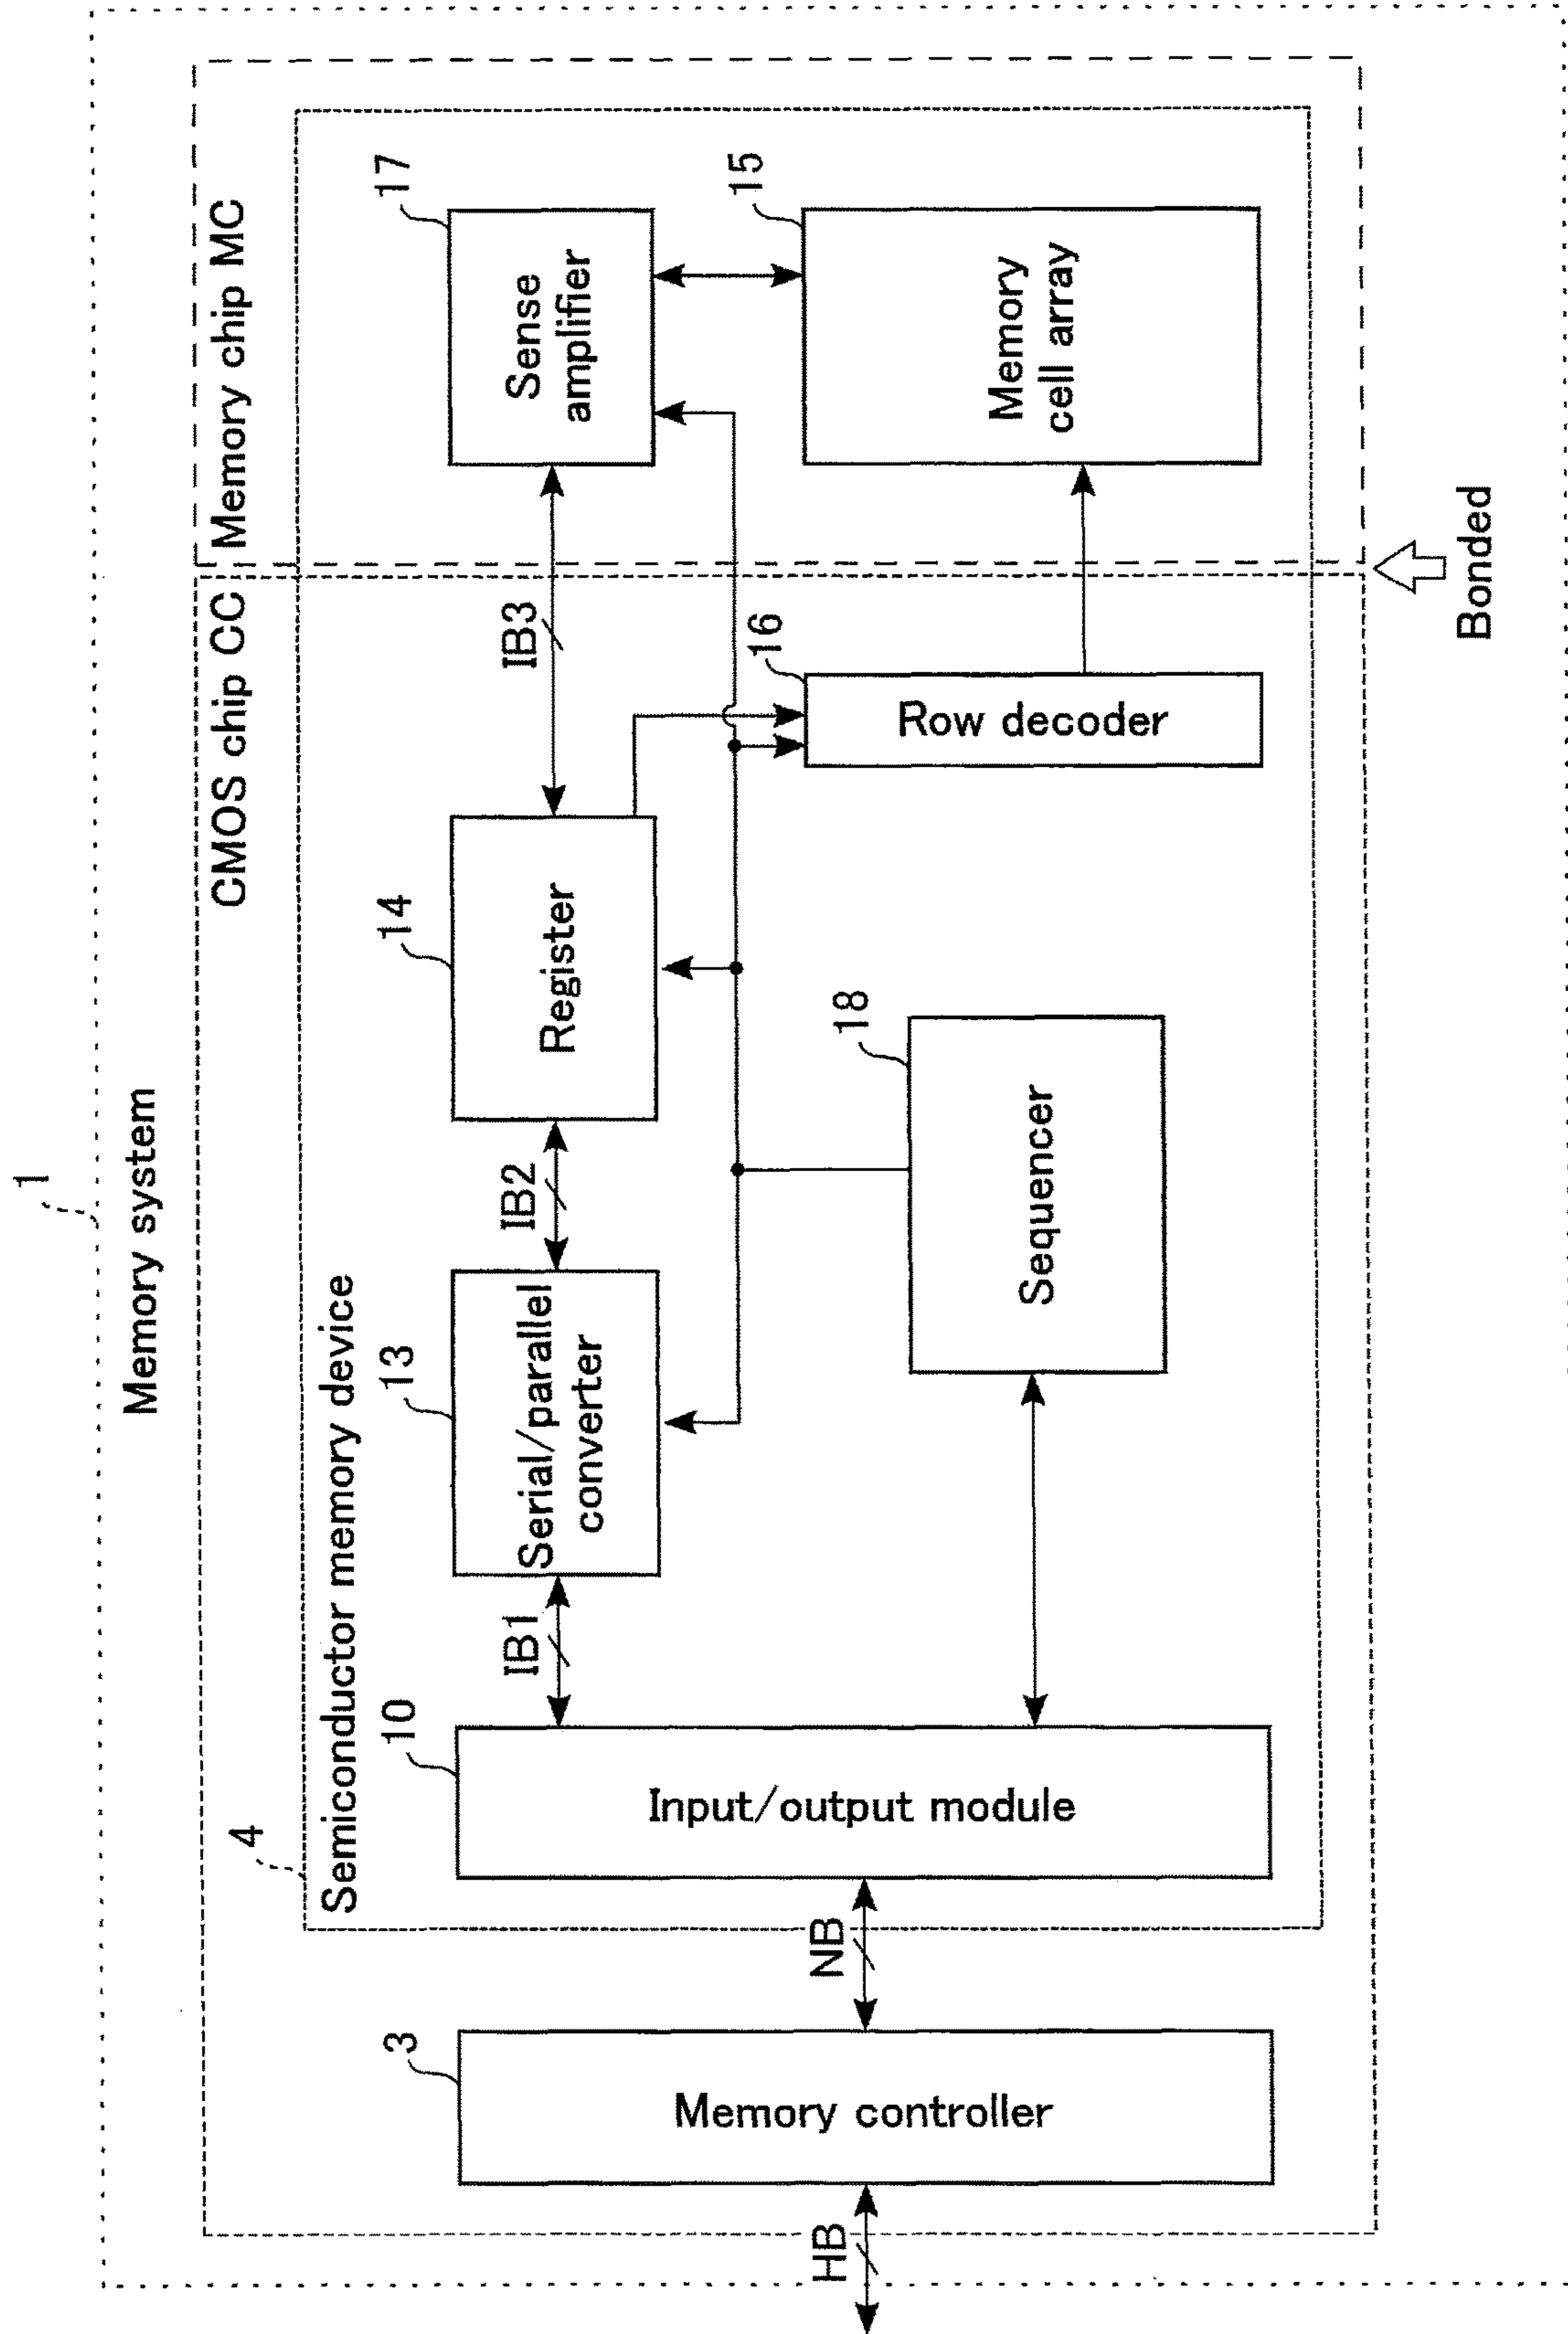 1
Memory system
CMOS chip CC
Memory chip MC
4
Semiconductor memory device
3
Memory controller
HB
NB
10
Input/output module
IB1
13
Serial/parallel
converter
IB2
14
Register
IB3
17
Sense
amplifier
18
Sequencer
16
Row decoder
15
Memory
cell array
Bonded